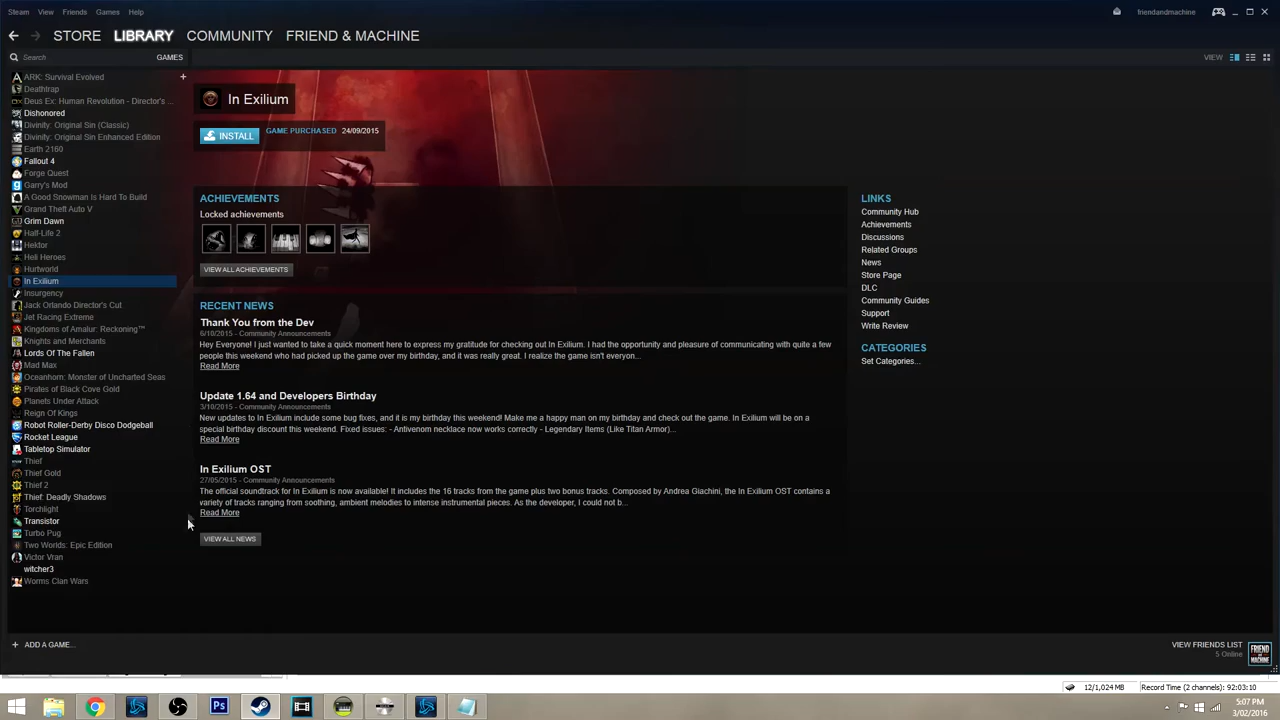 Steam View Friends Games Help
friendandmachine
STORE LIBRARY COMMUNITY FRIEND & MACHINE
Search GAMES
VIEW
ARK: Survival Evolved
Deathtrap
Deus Ex: Human Revolution - Director's ...
Dishonored
Divinity: Original Sin (Classic)
Divinity: Original Sin Enhanced Edition
Earth 2160
Fallout 4
Forge Quest
Garry's Mod
A Good Snowman Is Hard To Build
Grand Theft Auto V
Grim Dawn
Half-Life 2
Hektor
Heli Heroes
Hurtworld
In Exilium
Insurgency
Jack Orlando Director's Cut
Jet Racing Extreme
Kingdoms of Amalur: Reckoning™
Knights and Merchants
Lords Of The Fallen
Mad Max
Oceanhorn: Monster of Uncharted Seas
Pirates of Black Cove Gold
Planets Under Attack
Reign Of Kings
Robot Roller-Derby Disco Dodgeball
Rocket League
Tabletop Simulator
Thief
Thief Gold
Thief 2
Thief: Deadly Shadows
Torchlight
Transistor
Turbo Pug
Two Worlds: Epic Edition
Victor Vran
witcher3
Worms Clan Wars
+ ADD A GAME...
In Exilium
INSTALL GAME PURCHASED 24/09/2015
ACHIEVEMENTS
Locked achievements
VIEW ALL ACHIEVEMENTS
RECENT NEWS
Thank You from the Dev
6/10/2015 - Community Announcements
Hey Everyone! I just wanted to take a quick moment here to express my gratitude for checking out In Exilium. I had the opportunity and pleasure of communicating with quite a few
people this weekend who had picked up the game over my birthday, and it was really great. I realize the game isn't everyon...
Read More
Update 1.64 and Developers Birthday
3/10/2015 - Community Announcements
New updates to In Exilium include some bug fixes, and it is my birthday this weekend! Make me a happy man on my birthday and check out the game. In Exilium will be on a
special birthday discount this weekend. Fixed issues: - Antivenom necklace now works correctly - Legendary Items (Like Titan Armor)...
Read More
In Exilium OST
27/05/2015 - Community Announcements
The official soundtrack for In Exilium is now available! It includes the 16 tracks from the game plus two bonus tracks. Composed by Andrea Giachini, the In Exilium OST contains a
variety of tracks ranging from soothing, ambient melodies to intense instrumental pieces. As the developer, I could not b...
Read More
VIEW ALL NEWS
LINKS
Community Hub
Achievements
Discussions
Related Groups
News
Store Page
DLC
Community Guides
Support
Write Review
CATEGORIES
Set Categories...
VIEW FRIENDS LIST
5 Online
FRIEND
MACHINE
12/1,024 MB Record Time (2 channels): 92:03:10
Ps
5:07 PM
3/02/2016